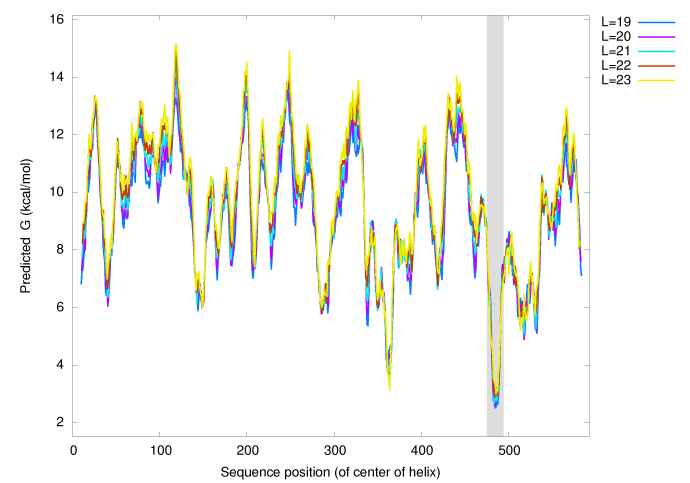 L=19
L=20
L=21
L=22
L=23
16
14
12
10
8
6
4
2
Predicted G (kcal/mol)
0 100 200 300 400 500
Sequence position (of center of helix)